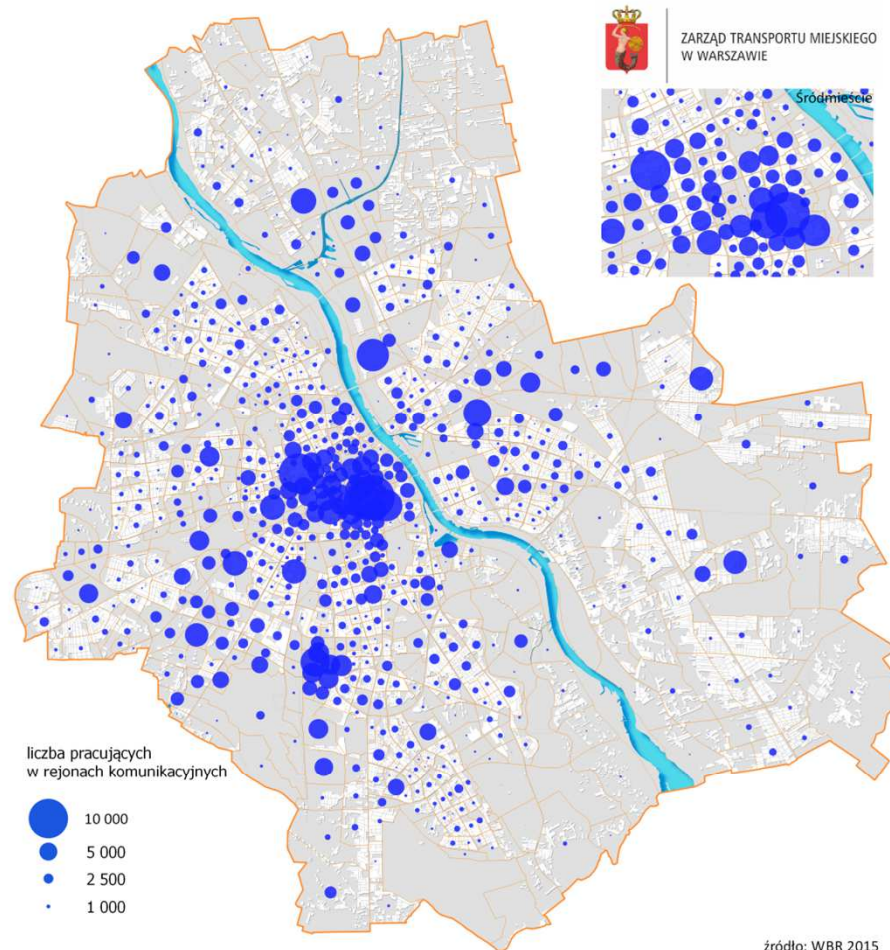 ZARZĄD TRANSPORTU MIEJSKIEGO
W WARSZAWIE
Śródmieście
liczba pracujących
w rejonach komunikacyjnych
10 000
5 000
2 500
1 000
źródło: WBR 2015